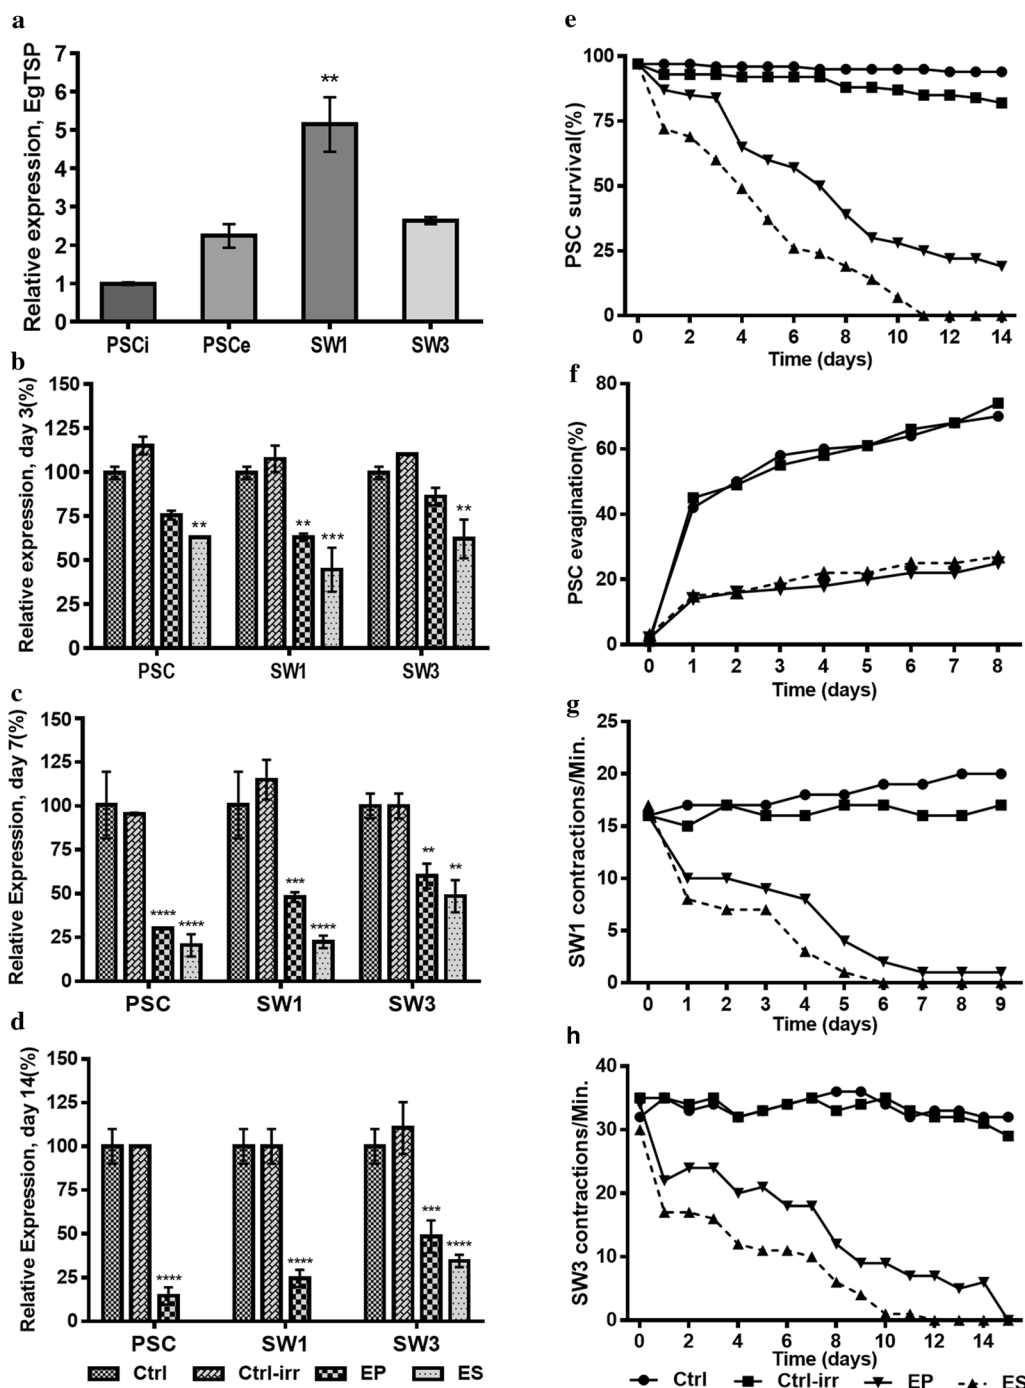 a
Relative expression, EgTSP
7
6
5
4
3
2
1
0
**
PSCi PSCe SW1 SW3
b
Relative expression, day 3(%)
150
125
100
75
50
25
0
** ** *** **
PSC SW1 SW3
c
Relative Expression, day 7(%)
150
125
100
75
50
25
0
**** **** *** **** ** **
PSC SW1 SW3
d
Relative Expression, day 14(%)
150
125
100
75
50
25
0
**** **** *** ****
PSC SW1 SW3
Ctrl Ctrl-irr EP ES
e
PSC survival(%)
100
75
50
25
0
0 2 4 6 8 10 12 14
Time (days)
f
PSC evagination(%)
80
60
40
20
0
0 1 2 3 4 5 6 7 8
Time (days)
g
SW1 contractions/Min.
25
20
15
10
5
0
0 1 2 3 4 5 6 7 8 9
Time (days)
h
SW3 contractions/Min.
40
30
20
10
0
0 2 4 6 8 10 12 14
Time (days)
Ctrl Ctrl-irr EP ES